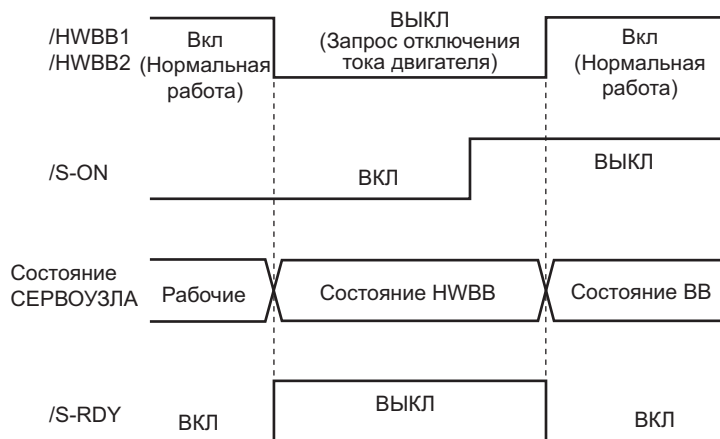 /HWBB1
/HWBB2
Вкл
(Нормальная
работа)
ВЫКЛ
(Запрос отключения
тока двигателя)
Вкл
(Нормальная
работа)
/S-ON
ВКЛ
ВЫКЛ
Состояние
СЕРВОУЗЛА
Рабочие
Состояние HWBB
Состояние BB
/S-RDY
ВКЛ
ВЫКЛ
ВКЛ